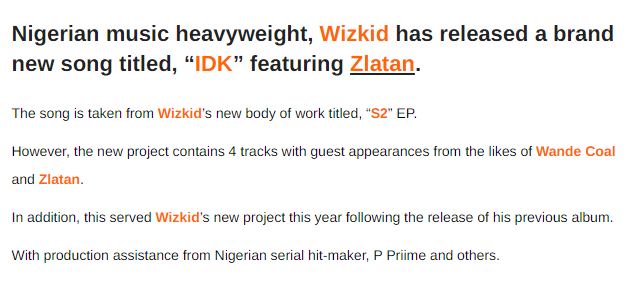 Nigerian music heavyweight, Wizkid has released a brand
new song titled, “IDK” featuring Zlatan.
The song is taken from Wizkid’s new body of work titled, “S2” EP.
However, the new project contains 4 tracks with guest appearances from the likes of Wande Coal
and Zlatan.
In addition, this served Wizkid’s new project this year following the release of his previous album.
With production assistance from Nigerian serial hit-maker, P Priime and others.